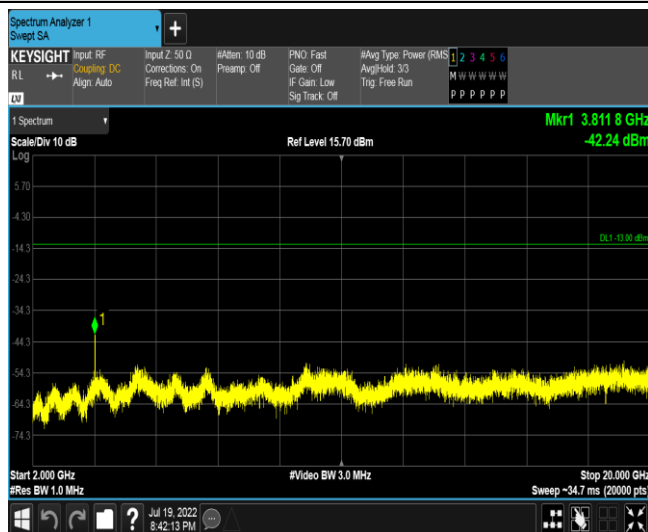 Spectrum Analyzer 1
Swept SA
+
KEYSIGHT
RL
LXI
Input: RF
Coupling: DC
Align: Auto
Input Z: 50 Ω
Corrections: On
Freq Ref: Int (S)
#Atten: 10 dB
Preamp: Off
PNO: Fast
Gate: Off
IF Gain: Low
Sig Track: Off
#Avg Type: Power (RMS
Avg|Hold: 3/3
Trig: Free Run
1 2 3 4 5 6
M W W W W W
P P P P P P
1 Spectrum
Scale/Div 10 dB
Ref Level 15.70 dBm
Mkr1 3.811 8 GHz
-42.24 dBm
Log
5.70
-4.30
DL1 -13.00 dBm
-14.3
-24.3
-34.3
1
-44.3
-54.3
-64.3
-74.3
Start 2.000 GHz
#Video BW 3.0 MHz
Stop 20.000 GHz
#Res BW 1.0 MHz
Sweep ~34.7 ms (20000 pts)
?
Jul 19, 2022
8:42:13 PM